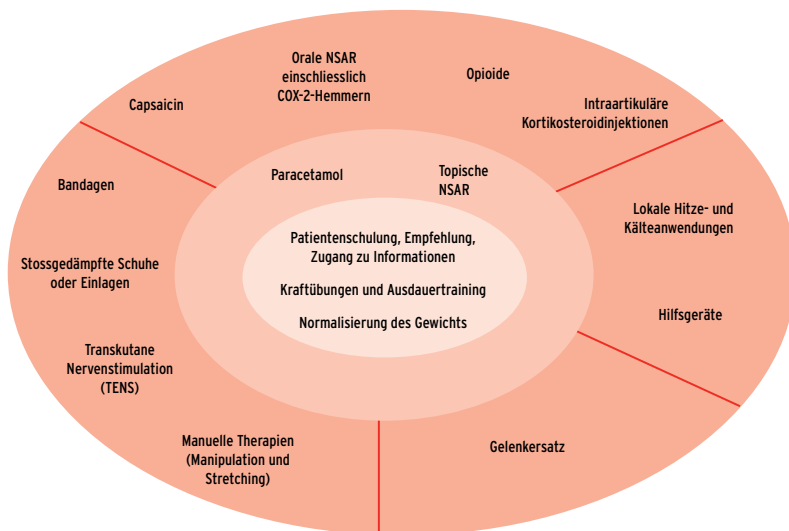 Orale NSAR
einschliesslich
COX-2-Hemmern
Opioide
Capsaicin
Intraartikuläre
Kortikosteroidinjektionen
Bandagen
Paracetamol
Topische
NSAR
Lokale Hitze- und
Kälteanwendungen
Patientenschulung, Empfehlung,
Zugang zu Informationen
Stossgedämpfte Schuhe
oder Einlagen
Kraftübungen und Ausdauertraining
Normalisierung des Gewichts
Hilfsgeräte
Transkutane
Nervenstimulation
(TENS)
Manuelle Therapien
(Manipulation und
Stretching)
Gelenkersatz